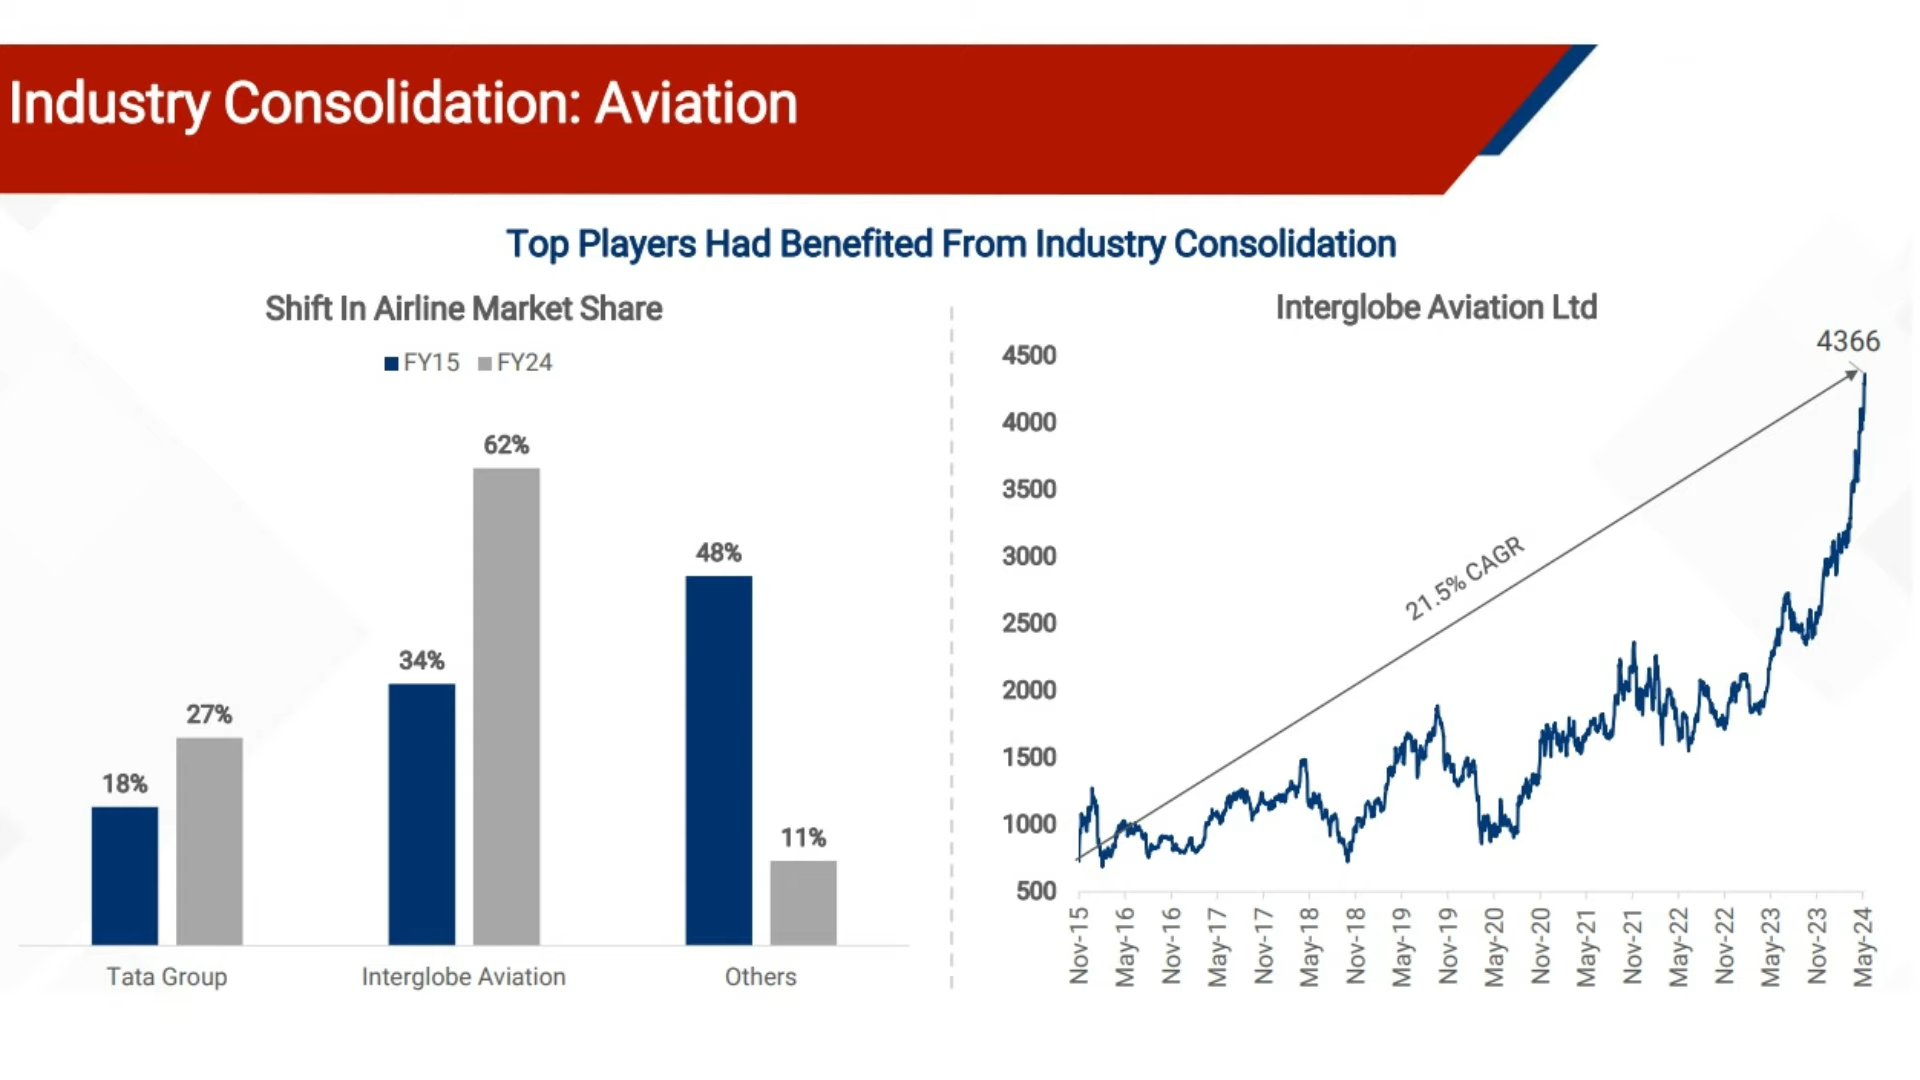 Industry Consolidation: Aviation
Top Players Had Benefited From Industry Consolidation
Shift In Airline Market Share
FY15 FY24
18%
27%
34%
62%
48%
11%
Tata Group
Interglobe Aviation
Others
Interglobe Aviation Ltd
4366
4500
4000
3500
3000
2500
2000
1500
1000
500
21.5% CAGR
Nov-15
May-16
Nov-16
May-17
Nov-17
May-18
Nov-18
May-19
Nov-19
May-20
Nov-20
May-21
Nov-21
May-22
Nov-22
May-23
Nov-23
May-24